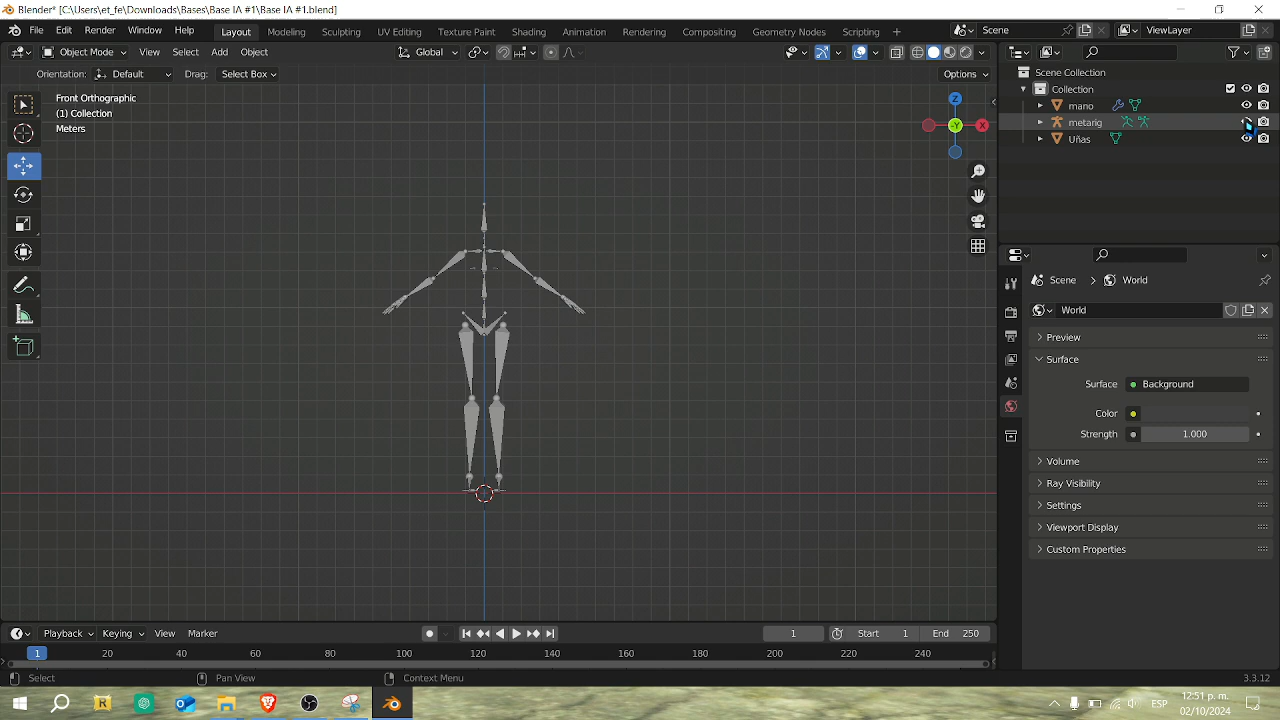 Blender* [C:\Users\et_fe\Downloads\Bases\Base IA #1\Base IA #1.blend]
File Edit Render Window Help Layout Modeling Sculpting UV Editing Texture Paint Shading Animation Rendering Compositing Geometry Nodes Scripting + Scene ViewLayer
Object Mode View Select Add Object Global
Orientation: Default Drag: Select Box Options
Front Orthographic
(1) Collection
Meters
Z
-Y
X
Scene Collection
Collection
mano
metarig
Uñas
Scene World
World
Preview
Surface
Surface Background
Color
Strength 1.000
Volume
Ray Visibility
Settings
Viewport Display
Custom Properties
Playback Keying View Marker 1 Start 1 End 250
1 20 40 60 80 100 120 140 160 180 200 220 240
Select Pan View Context Menu 3.3.12
R
ESP
12:51 p. m.
02/10/2024